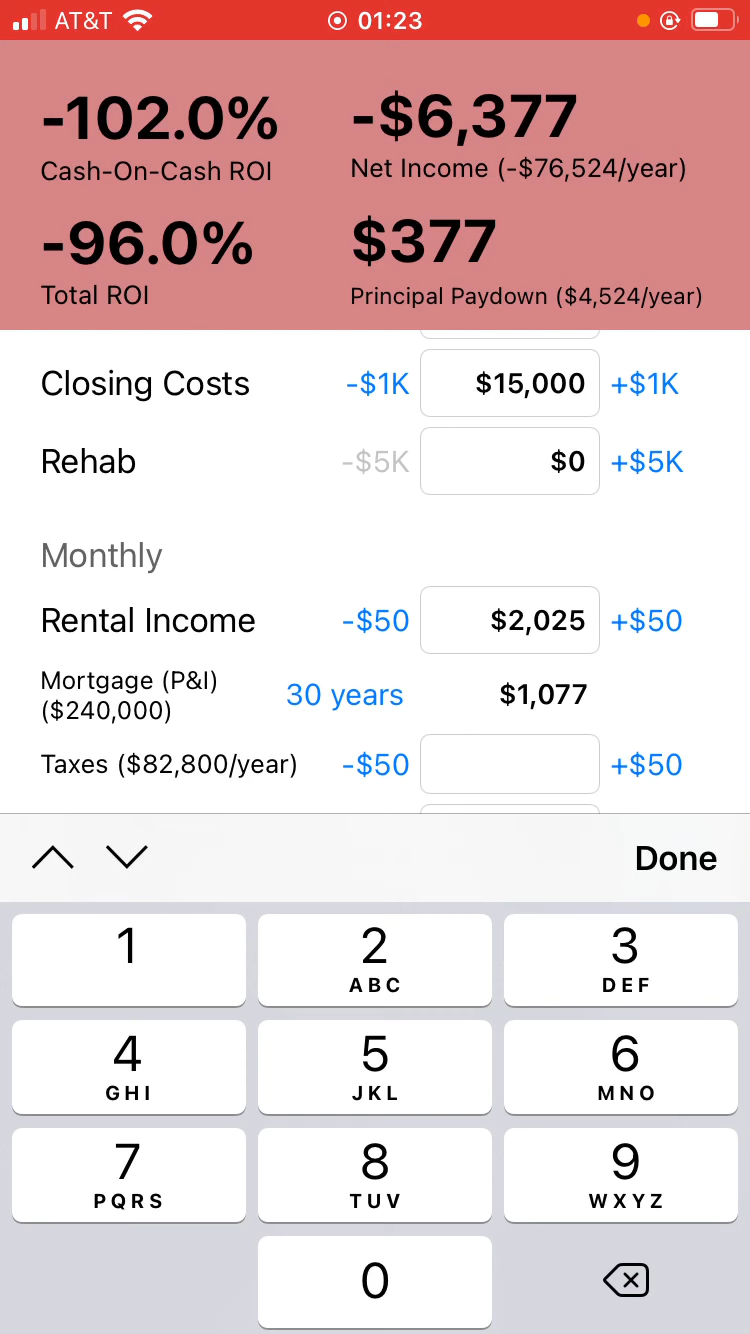 AT&T 01:23
-102.0% -$6,377
Cash-On-Cash ROI Net Income (-$76,524/year)
-96.0% $377
Total ROI Principal Paydown ($4,524/year)
Closing Costs -$1K $15,000 +$1K
Rehab -$5K $0 +$5K
Monthly
Rental Income -$50 $2,025 +$50
Mortgage (P&I)
($240,000) 30 years $1,077
Taxes ($82,800/year) -$50 +$50
Done
1 2 3
ABC DEF
4 5 6
GHI JKL MNO
7 8 9
PQRS TUV WXYZ
0